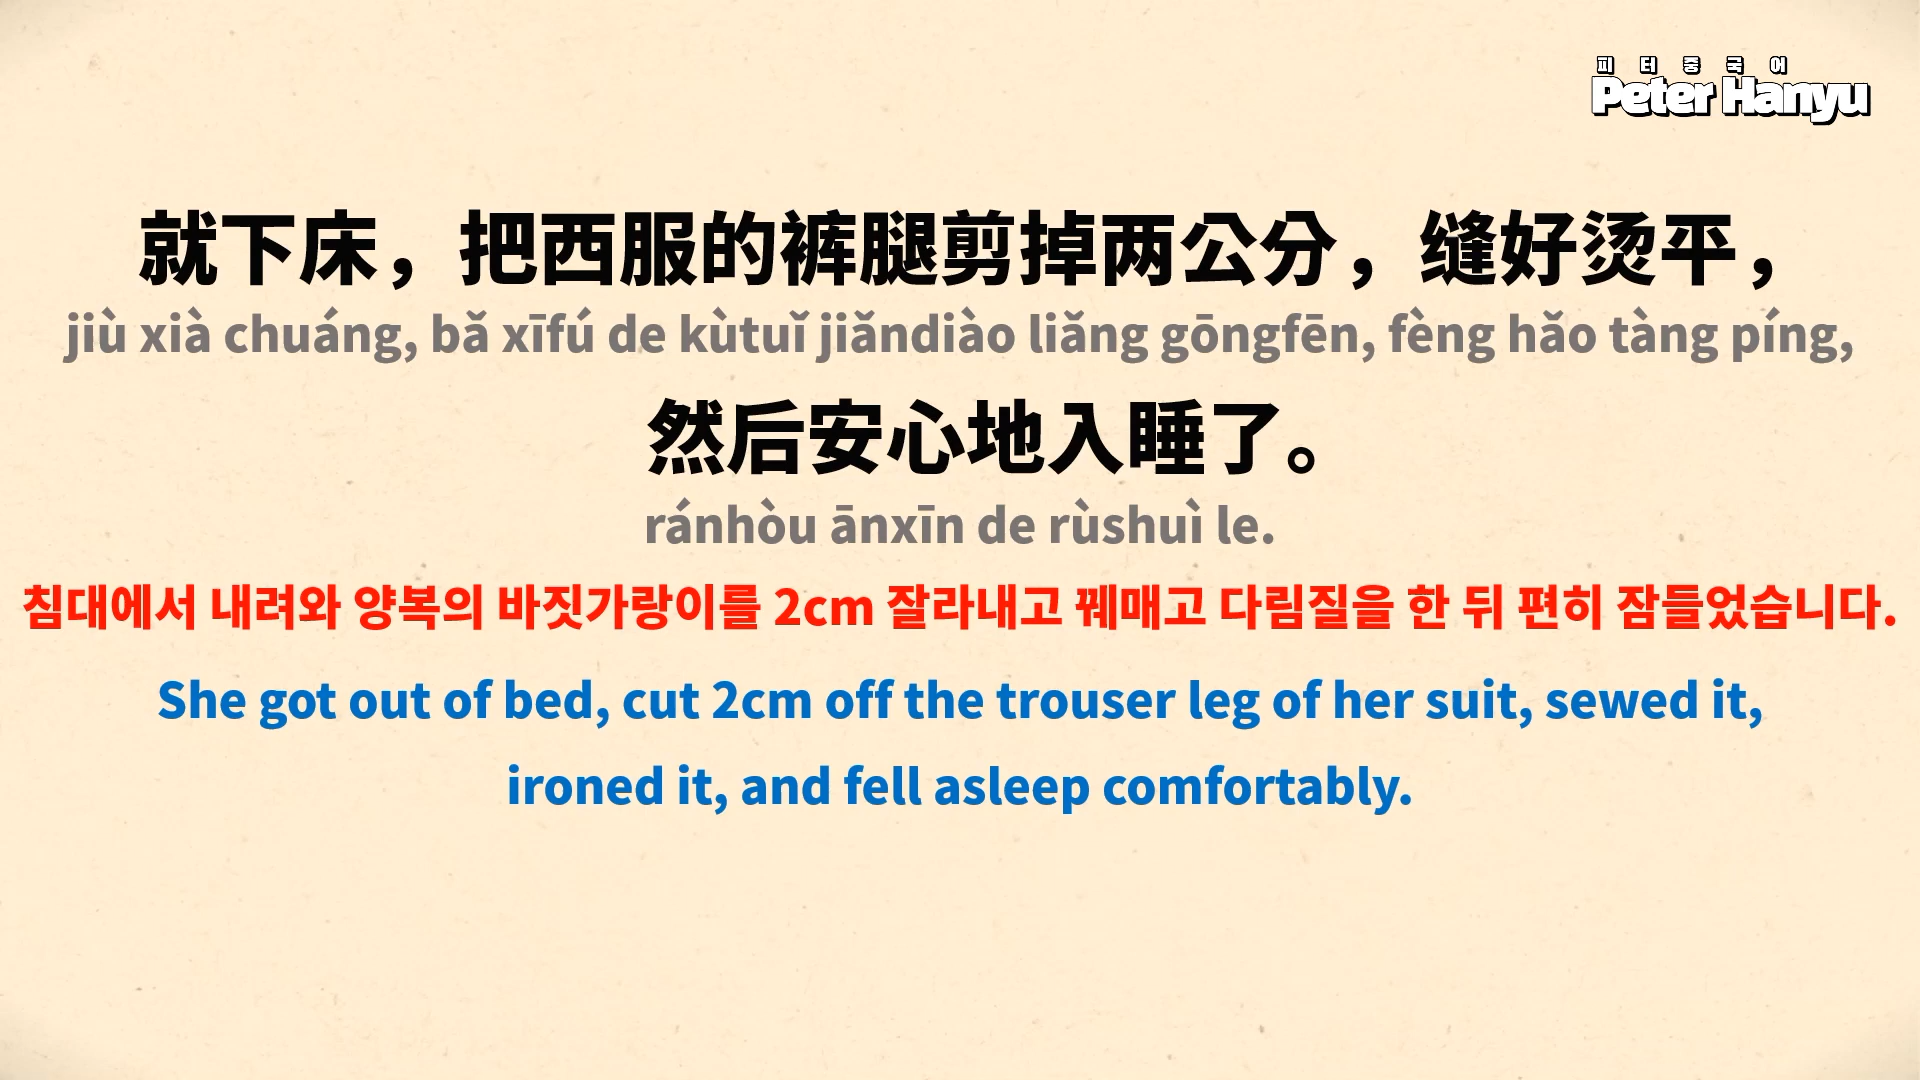 피터중국어
Peter Hanyu
就下床，把西服的裤腿剪掉两公分，缝好烫平，
jiù xià chuáng, bǎ xīfú de kùtuǐ jiǎndiào liǎng gōngfēn, fèng hǎo tàng píng,
然后安心地入睡了。
ránhòu ānxīn de rùshuì le.
침대에서 내려와 양복의 바짓가랑이를 2cm 잘라내고 꿰매고 다림질을 한 뒤 편히 잠들었습니다.
She got out of bed, cut 2cm off the trouser leg of her suit, sewed it,
ironed it, and fell asleep comfortably.